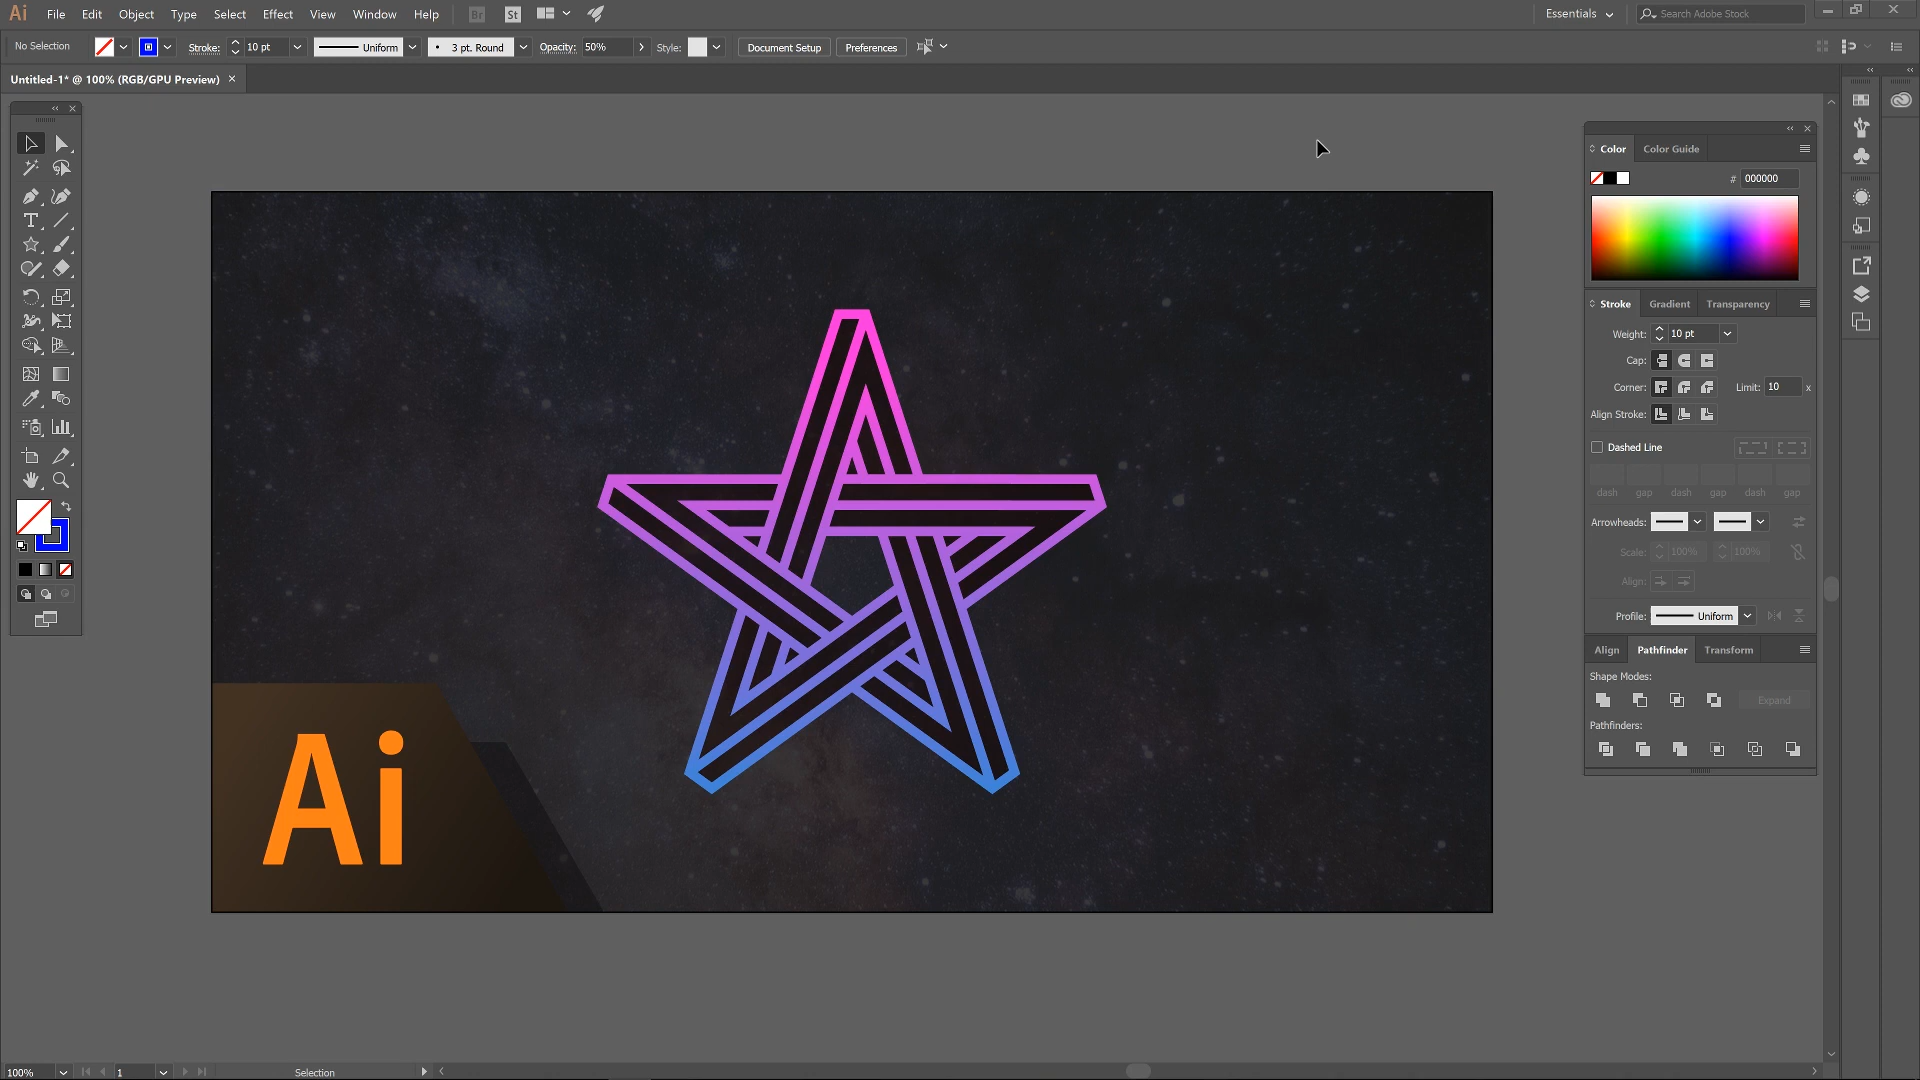 Ai File Edit Object Type Select Effect View Window Help Br St Essentials Search Adobe Stock
No Selection Stroke: 10 pt Uniform 3 pt. Round Opacity: 50% Style: Document Setup Preferences
Untitled-1* @ 100% (RGB/GPU Preview)
Color Color Guide
# 000000
Stroke Gradient Transparency
Weight: 10 pt
Cap:
Corner: Limit: 10 x
Align Stroke:
Dashed Line
dash gap dash gap dash gap
Arrowheads:
Scale: 100% 100%
Align:
Profile: Uniform
Align Pathfinder Transform
Shape Modes:
Expand
Pathfinders:
Ai
100% 1 Selection